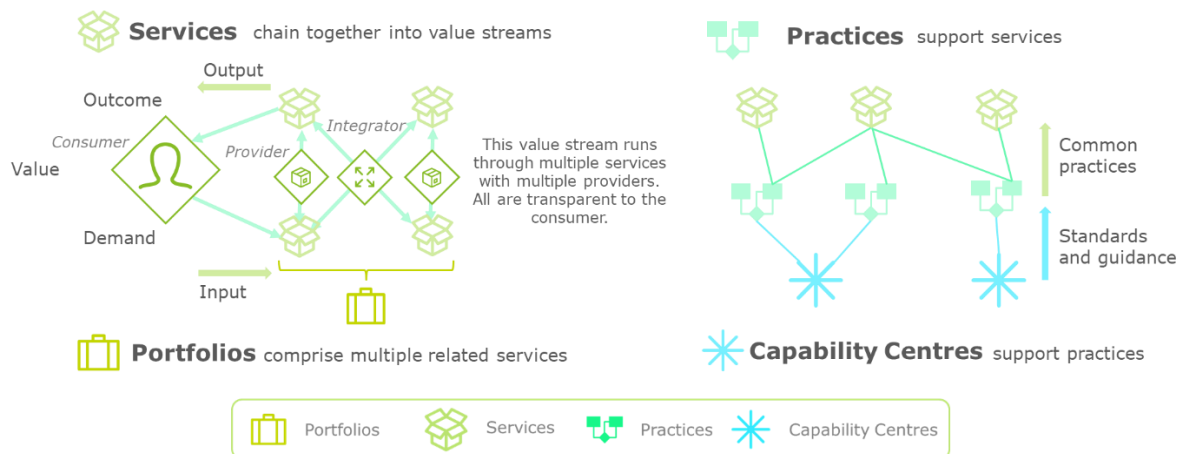 Services chain together into value streams
Output
Outcome
Consumer
Integrator
Provider
Value
This value stream runs
through multiple services
with multiple providers.
All are transparent to the
consumer.
Demand
Input
Portfolios comprise multiple related services
Practices support services
Common
practices
Standards
and guidance
Capability Centres support practices
Portfolios
Services
Practices
Capability Centres